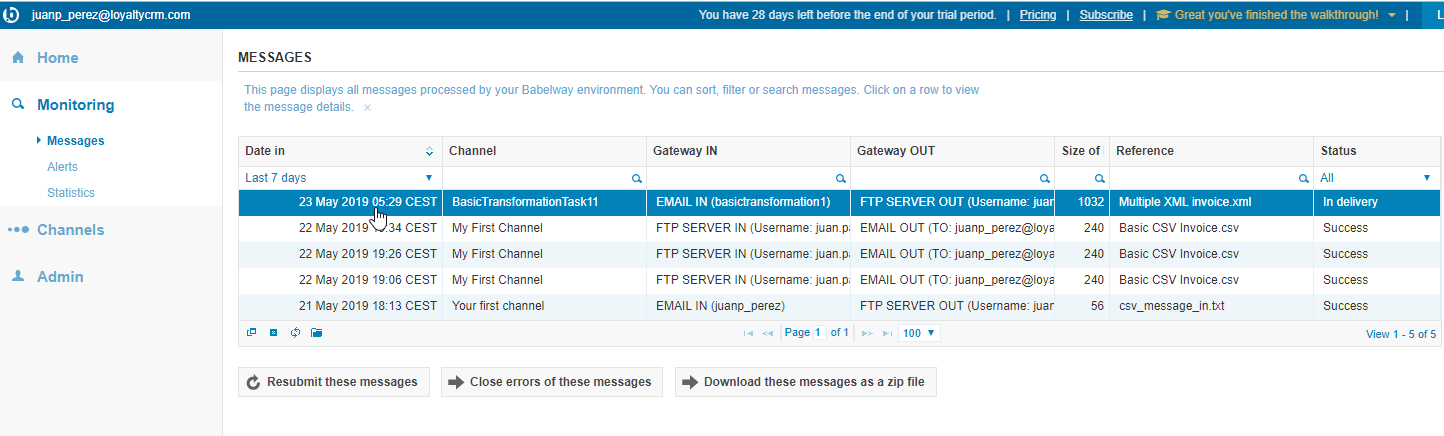 juanp_perez@loyaltycrm.com You have 28 days left before the end of your trial period. | Pricing | Subscribe | Great you've finished the walkthrough! | L
Home
Monitoring
Messages
Alerts
Statistics
Channels
Admin
MESSAGES
This page displays all messages processed by your Babelway environment. You can sort, filter or search messages. Click on a row to view
the message details. ×
Date in Channel Gateway IN Gateway OUT Size of Reference Status
Last 7 days All
23 May 2019 05:29 CEST BasicTransformationTask11 EMAIL IN (basictransformation1) FTP SERVER OUT (Username: juan 1032 Multiple XML invoice.xml In delivery
22 May 2019 :34 CEST My First Channel FTP SERVER IN (Username: juan.pa EMAIL OUT (TO: juanp_perez@loya 240 Basic CSV Invoice.csv Success
22 May 2019 19:26 CEST My First Channel FTP SERVER IN (Username: juan.pa EMAIL OUT (TO: juanp_perez@loya 240 Basic CSV Invoice.csv Success
22 May 2019 19:06 CEST My First Channel FTP SERVER IN (Username: juan.pa EMAIL OUT (TO: juanp_perez@loya 240 Basic CSV Invoice.csv Success
21 May 2019 18:13 CEST Your first channel EMAIL IN (juanp_perez) FTP SERVER OUT (Username: juan 56 csv_message_in.txt Success
Page 1 of 1 100 View 1 - 5 of 5
Resubmit these messages Close errors of these messages Download these messages as a zip file